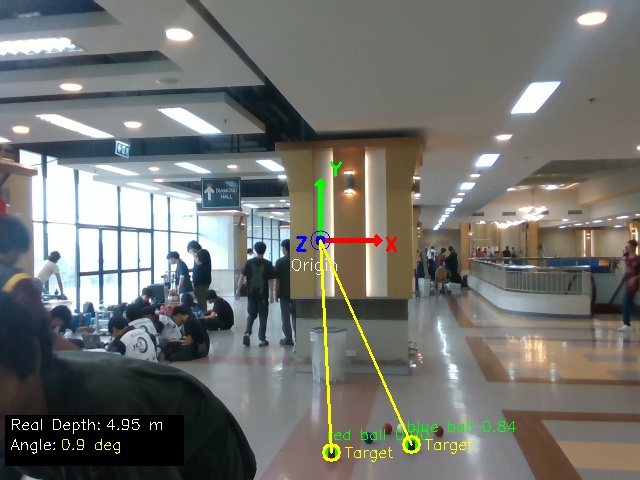 DIAMOND
HALL
Y
Z
X
Origin
ed ball 0.
blue ball 0.84
Target
Target
Real Depth: 4.95 m
Angle: 0.9 deg